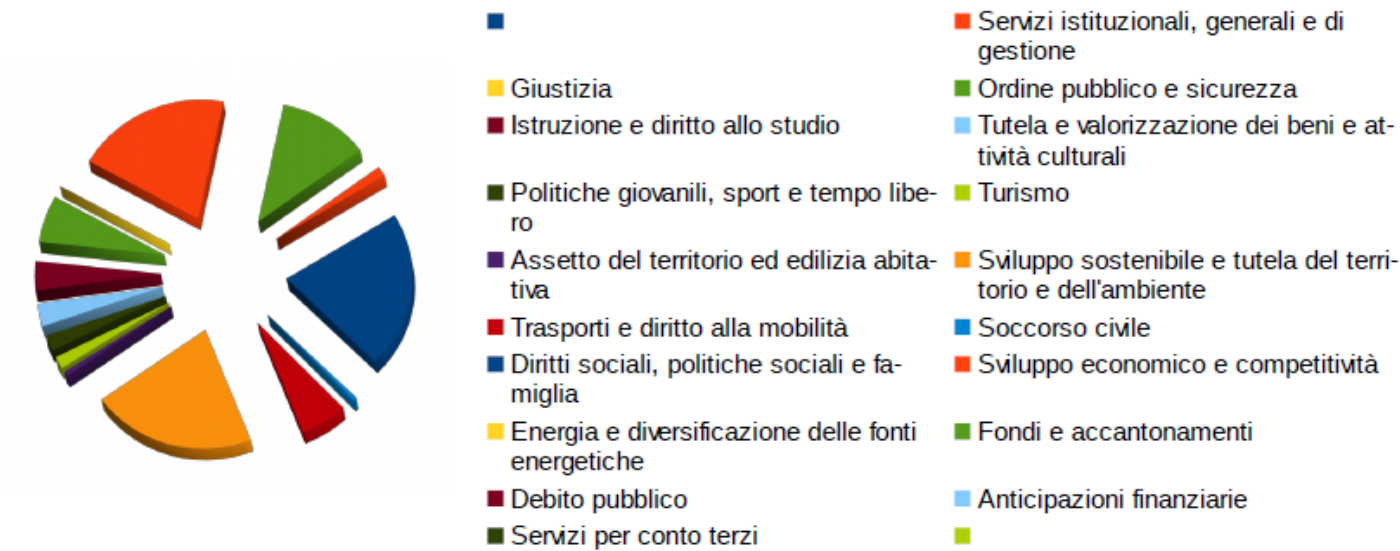 Servizi istituzionali, generali e di
gestione
Giustizia
Ordine pubblico e sicurezza
Istruzione e diritto allo studio
Tutela e valorizzazione dei beni e at-
tività culturali
Politiche giovanili, sport e tempo libe-
ro
Turismo
Assetto del territorio ed edilizia abita-
tiva
Sviluppo sostenibile e tutela del terri-
torio e dell'ambiente
Trasporti e diritto alla mobilità
Soccorso civile
Diritti sociali, politiche sociali e fa-
miglia
Sviluppo economico e competitività
Energia e diversificazione delle fonti
energetiche
Fondi e accantonamenti
Debito pubblico
Anticipazioni finanziarie
Servizi per conto terzi